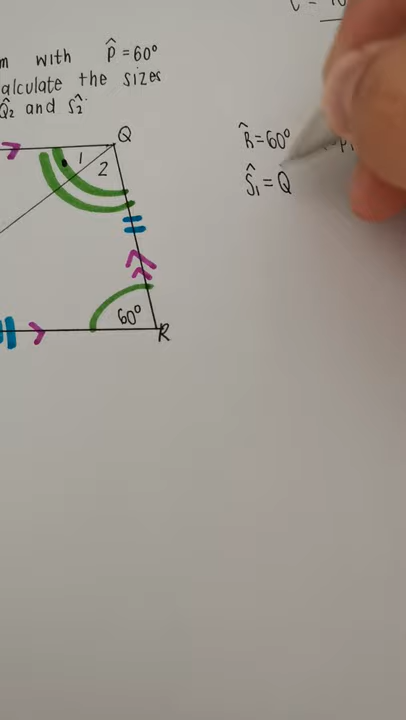 m with P̂ = 60°
alculate the sizes
Q̂₂ and Ŝ₂.
Q
1
2
60°
R
R̂ = 60°
Ŝ₁ = Q